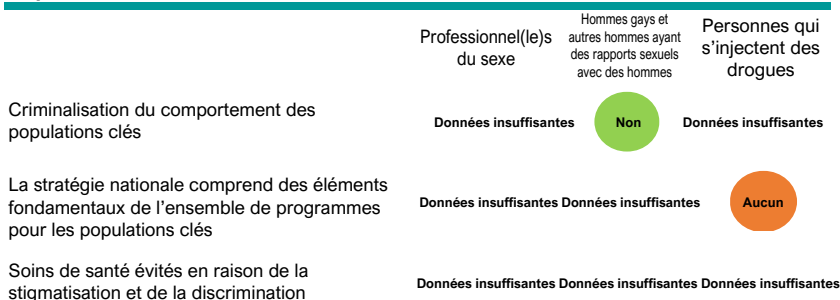 Professionnel(le)s
du sexe
Hommes gays et
autres hommes ayant
des rapports sexuels
avec des hommes
Personnes qui
s'injectent des
drogues
Criminalisation du comportement des
populations clés
Données insuffisantes Non Données insuffisantes
La stratégie nationale comprend des éléments
fondamentaux de l'ensemble de programmes
pour les populations clés
Données insuffisantes Données insuffisantes Aucun
Soins de santé évités en raison de la
stigmatisation et de la discrimination
Données insuffisantes Données insuffisantes Données insuffisantes